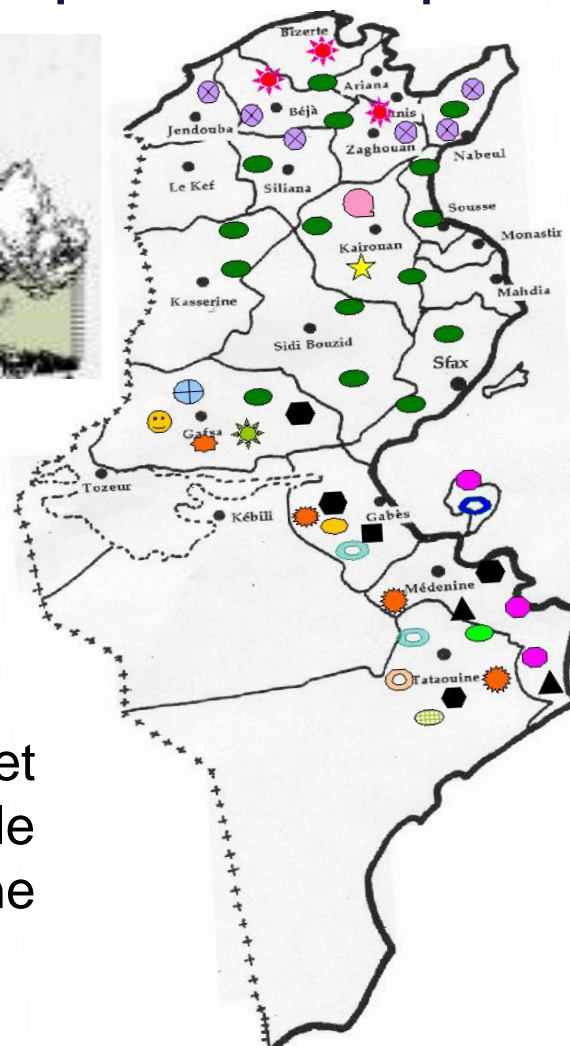 Bizerte
Ariana
Béjà
Jendouba
Zaghouan
Nabeul
Le Kef
Siliana
Sousse
Kairouan
Monastir
Kasserine
Mahdia
Sidi Bouzid
Sfax
Gafsa
Tozeur
Kébili
Gabès
Médenine
Tataouine
et
le
ne